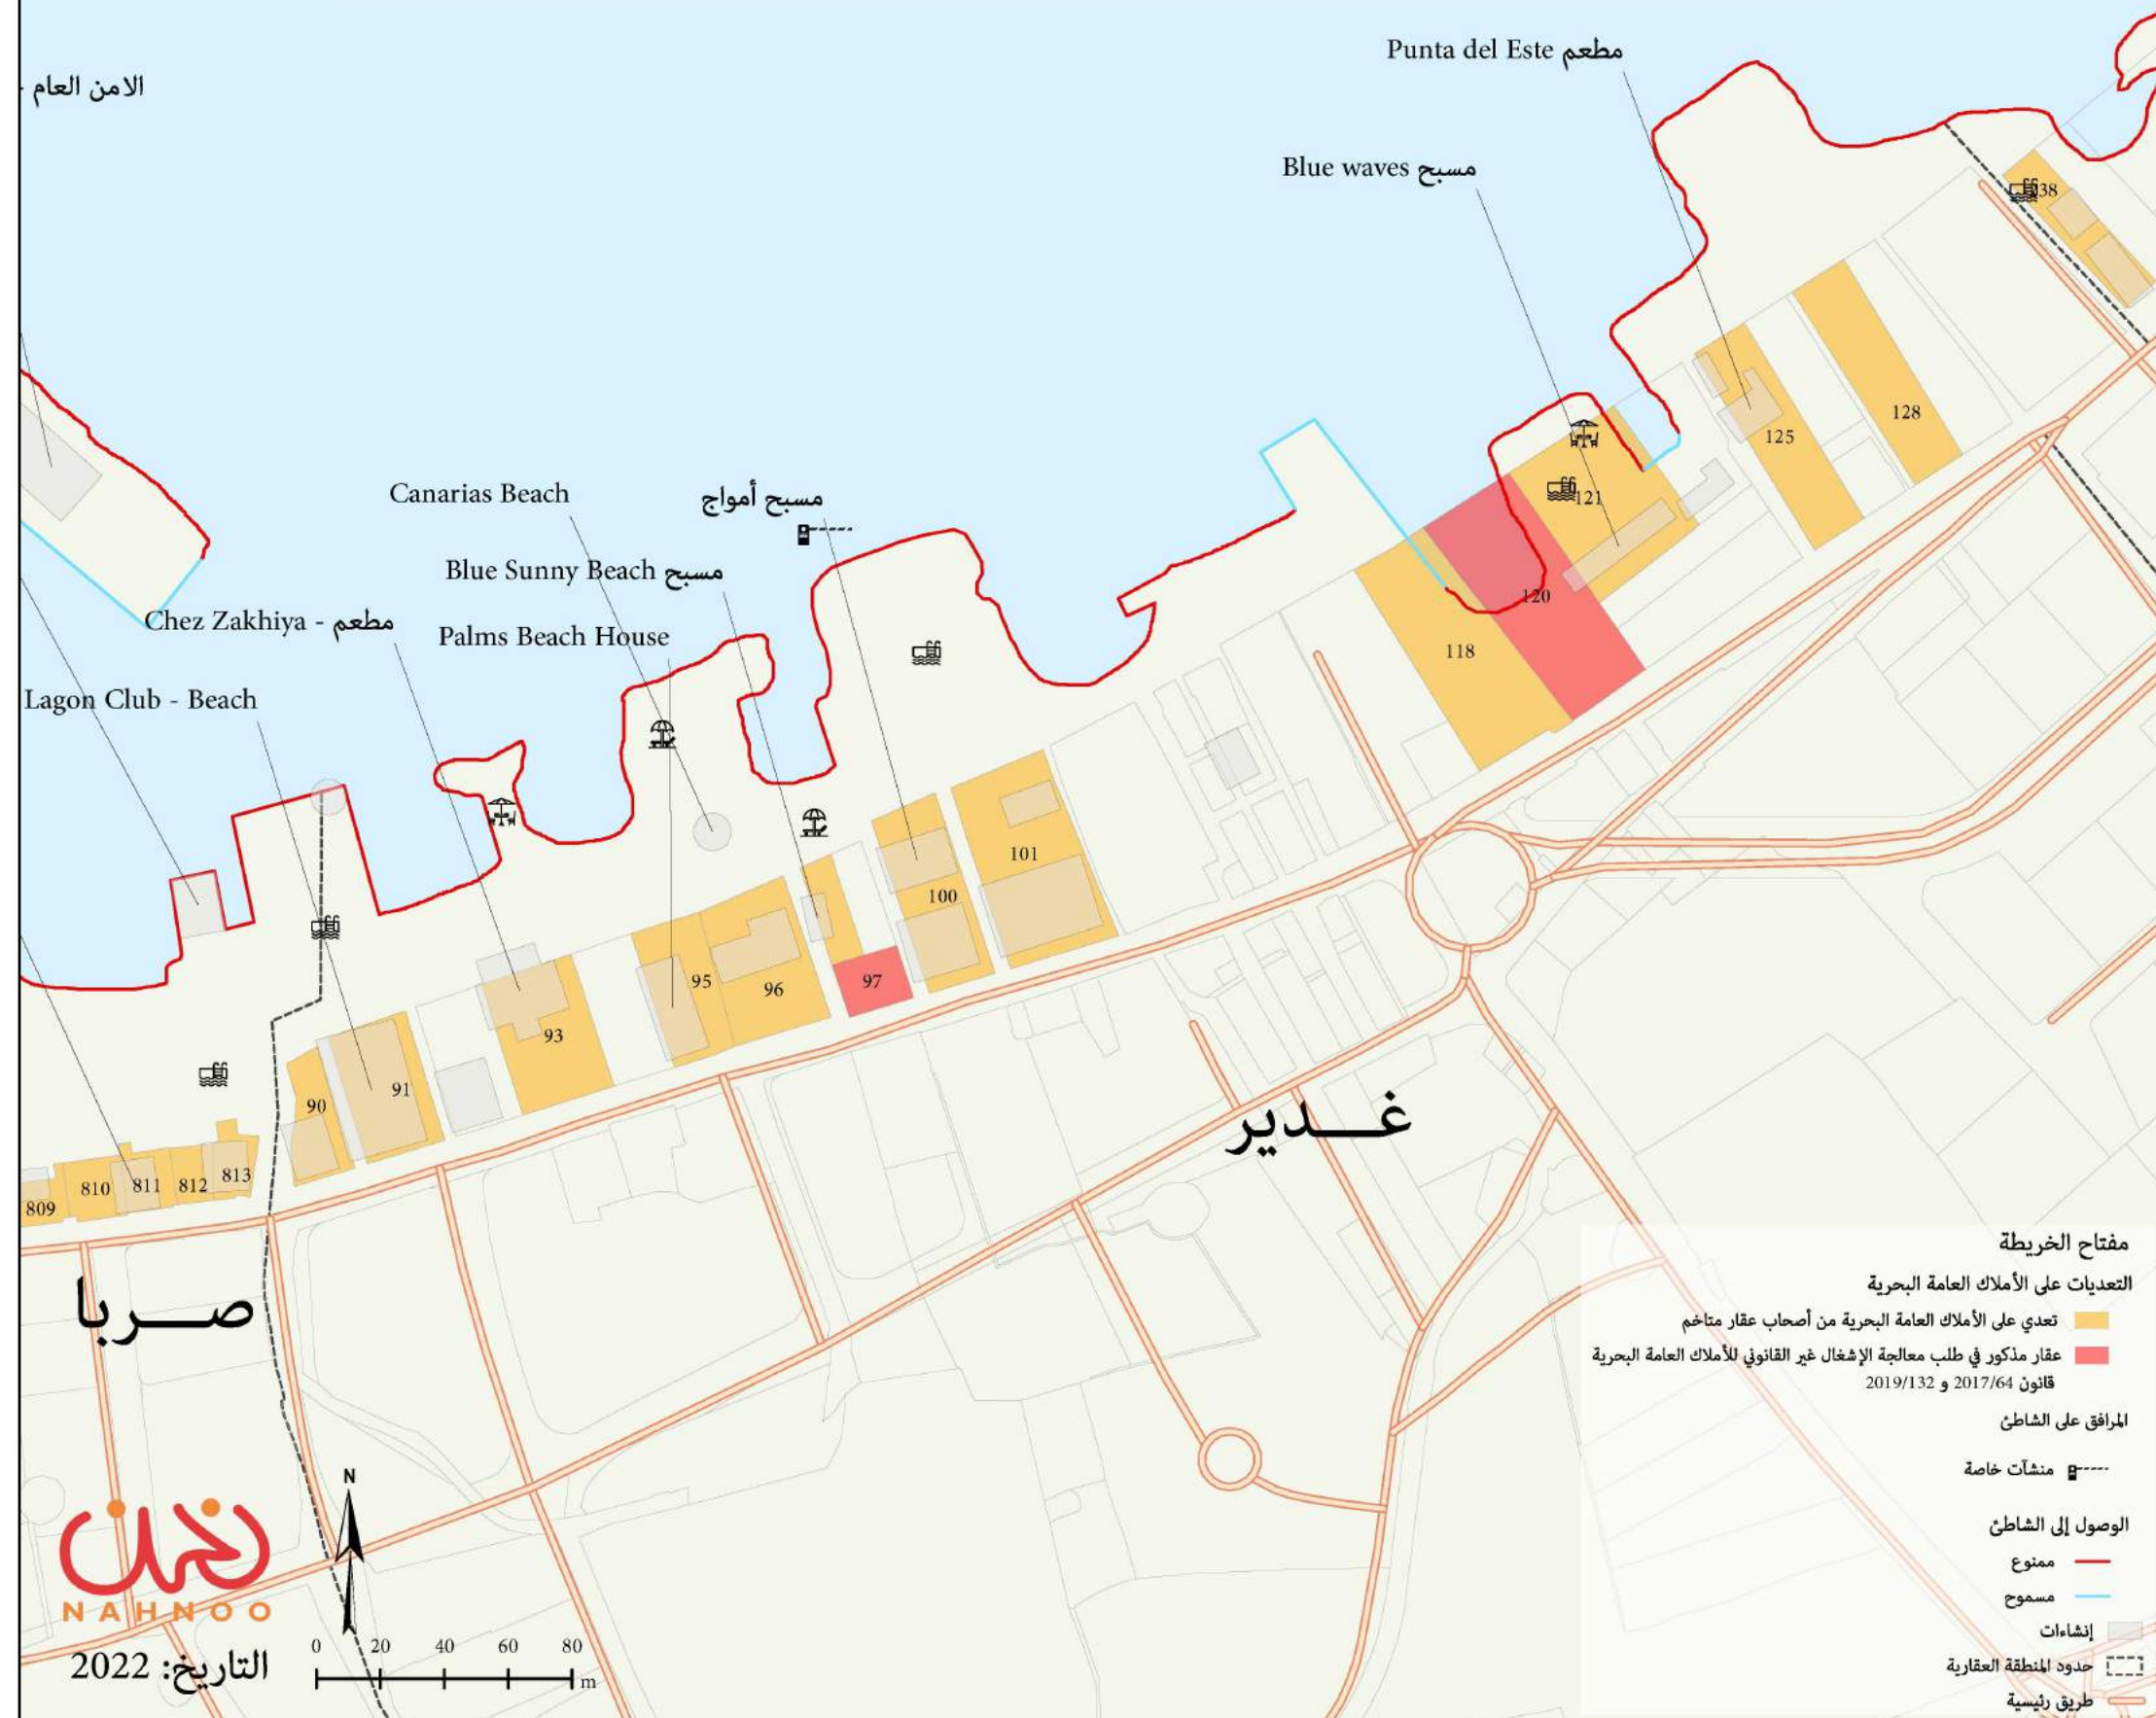 الامن العام
مطعم Punta del Este
مسبح Blue waves
38
128
125
121
120
118
Canarias Beach
مسبح أمواج
مسبح Blue Sunny Beach
Chez Zakhiya - مطعم
Palms Beach House
Lagon Club - Beach
101
100
97
96
95
93
91
90
813
812
811
810
809
غدير
صربا
مفتاح الخريطة
التعديات على الأملاك العامة البحرية
تعدي على الأملاك العامة البحرية من أصحاب عقار متاخم
عقار مذكور في طلب معالجة الإشغال غير القانوني للأملاك العامة البحرية
قانون 2017/64 و 2019/132
المرافق على الشاطئ
منشآت خاصة
الوصول إلى الشاطئ
ممنوع
مسموح
إنشاءات
حدود المنطقة العقارية
طريق رئيسية
نحن
NAHNOO
التاريخ: 2022
N
0 20 40 60 80
m